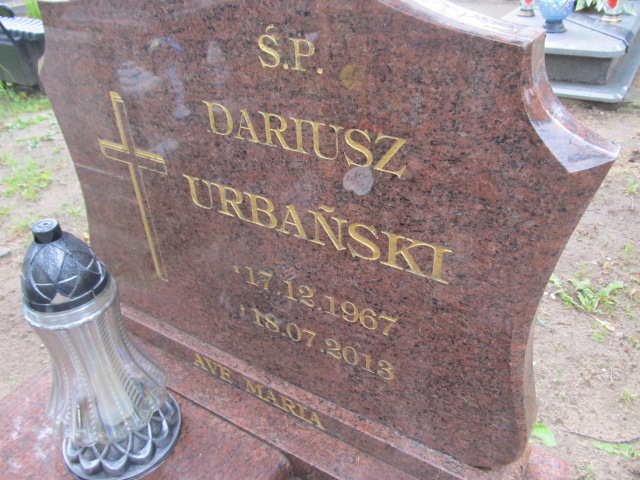 Ś.P.
DARIUSZ
URBAŃSKI
* 17.12.1967
† 18.07.2013
AVE MARIA